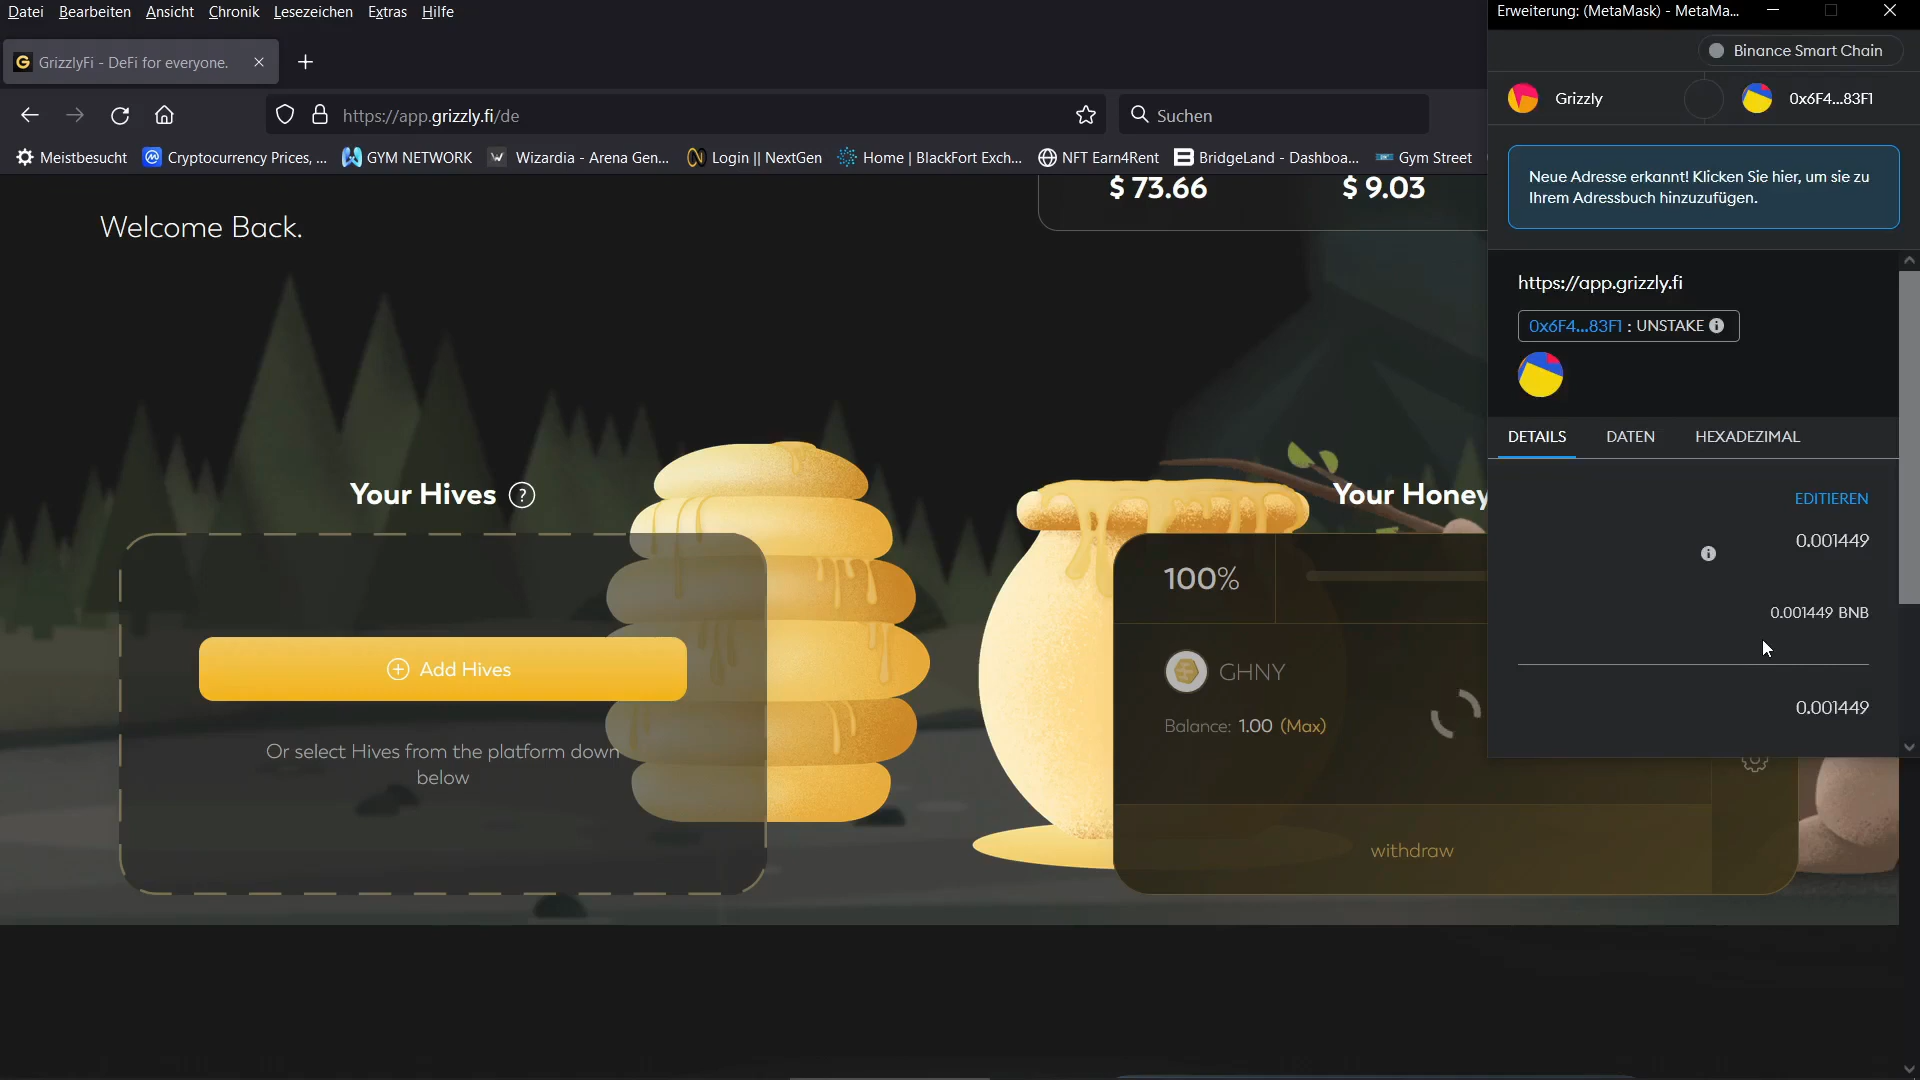 Datei Bearbeiten Ansicht Chronik Lesezeichen Extras Hilfe
GrizzlyFi - DeFi for everyone.
https://app.grizzly.fi/de
Suchen
Meistbesucht Cryptocurrency Prices, ... GYM NETWORK Wizardia - Arena Gen... Login || NextGen Home | BlackFort Exch... NFT Earn4Rent BridgeLand - Dashboa... Gym Street
$ 73.66 $ 9.03
Welcome Back.
Your Hives ?
Add Hives
Or select Hives from the platform down
below
Your Honey
100%
GHNY
Balance: 1.00 (Max)
withdraw
Erweiterung: (MetaMask) - MetaMa...
Binance Smart Chain
Grizzly
0x6F4...83F1
Neue Adresse erkannt! Klicken Sie hier, um sie zu
Ihrem Adressbuch hinzuzufügen.
https://app.grizzly.fi
0x6F4...83F1 : UNSTAKE
DETAILS DATEN HEXADEZIMAL
EDITIEREN
0.001449
0.001449 BNB
0.001449